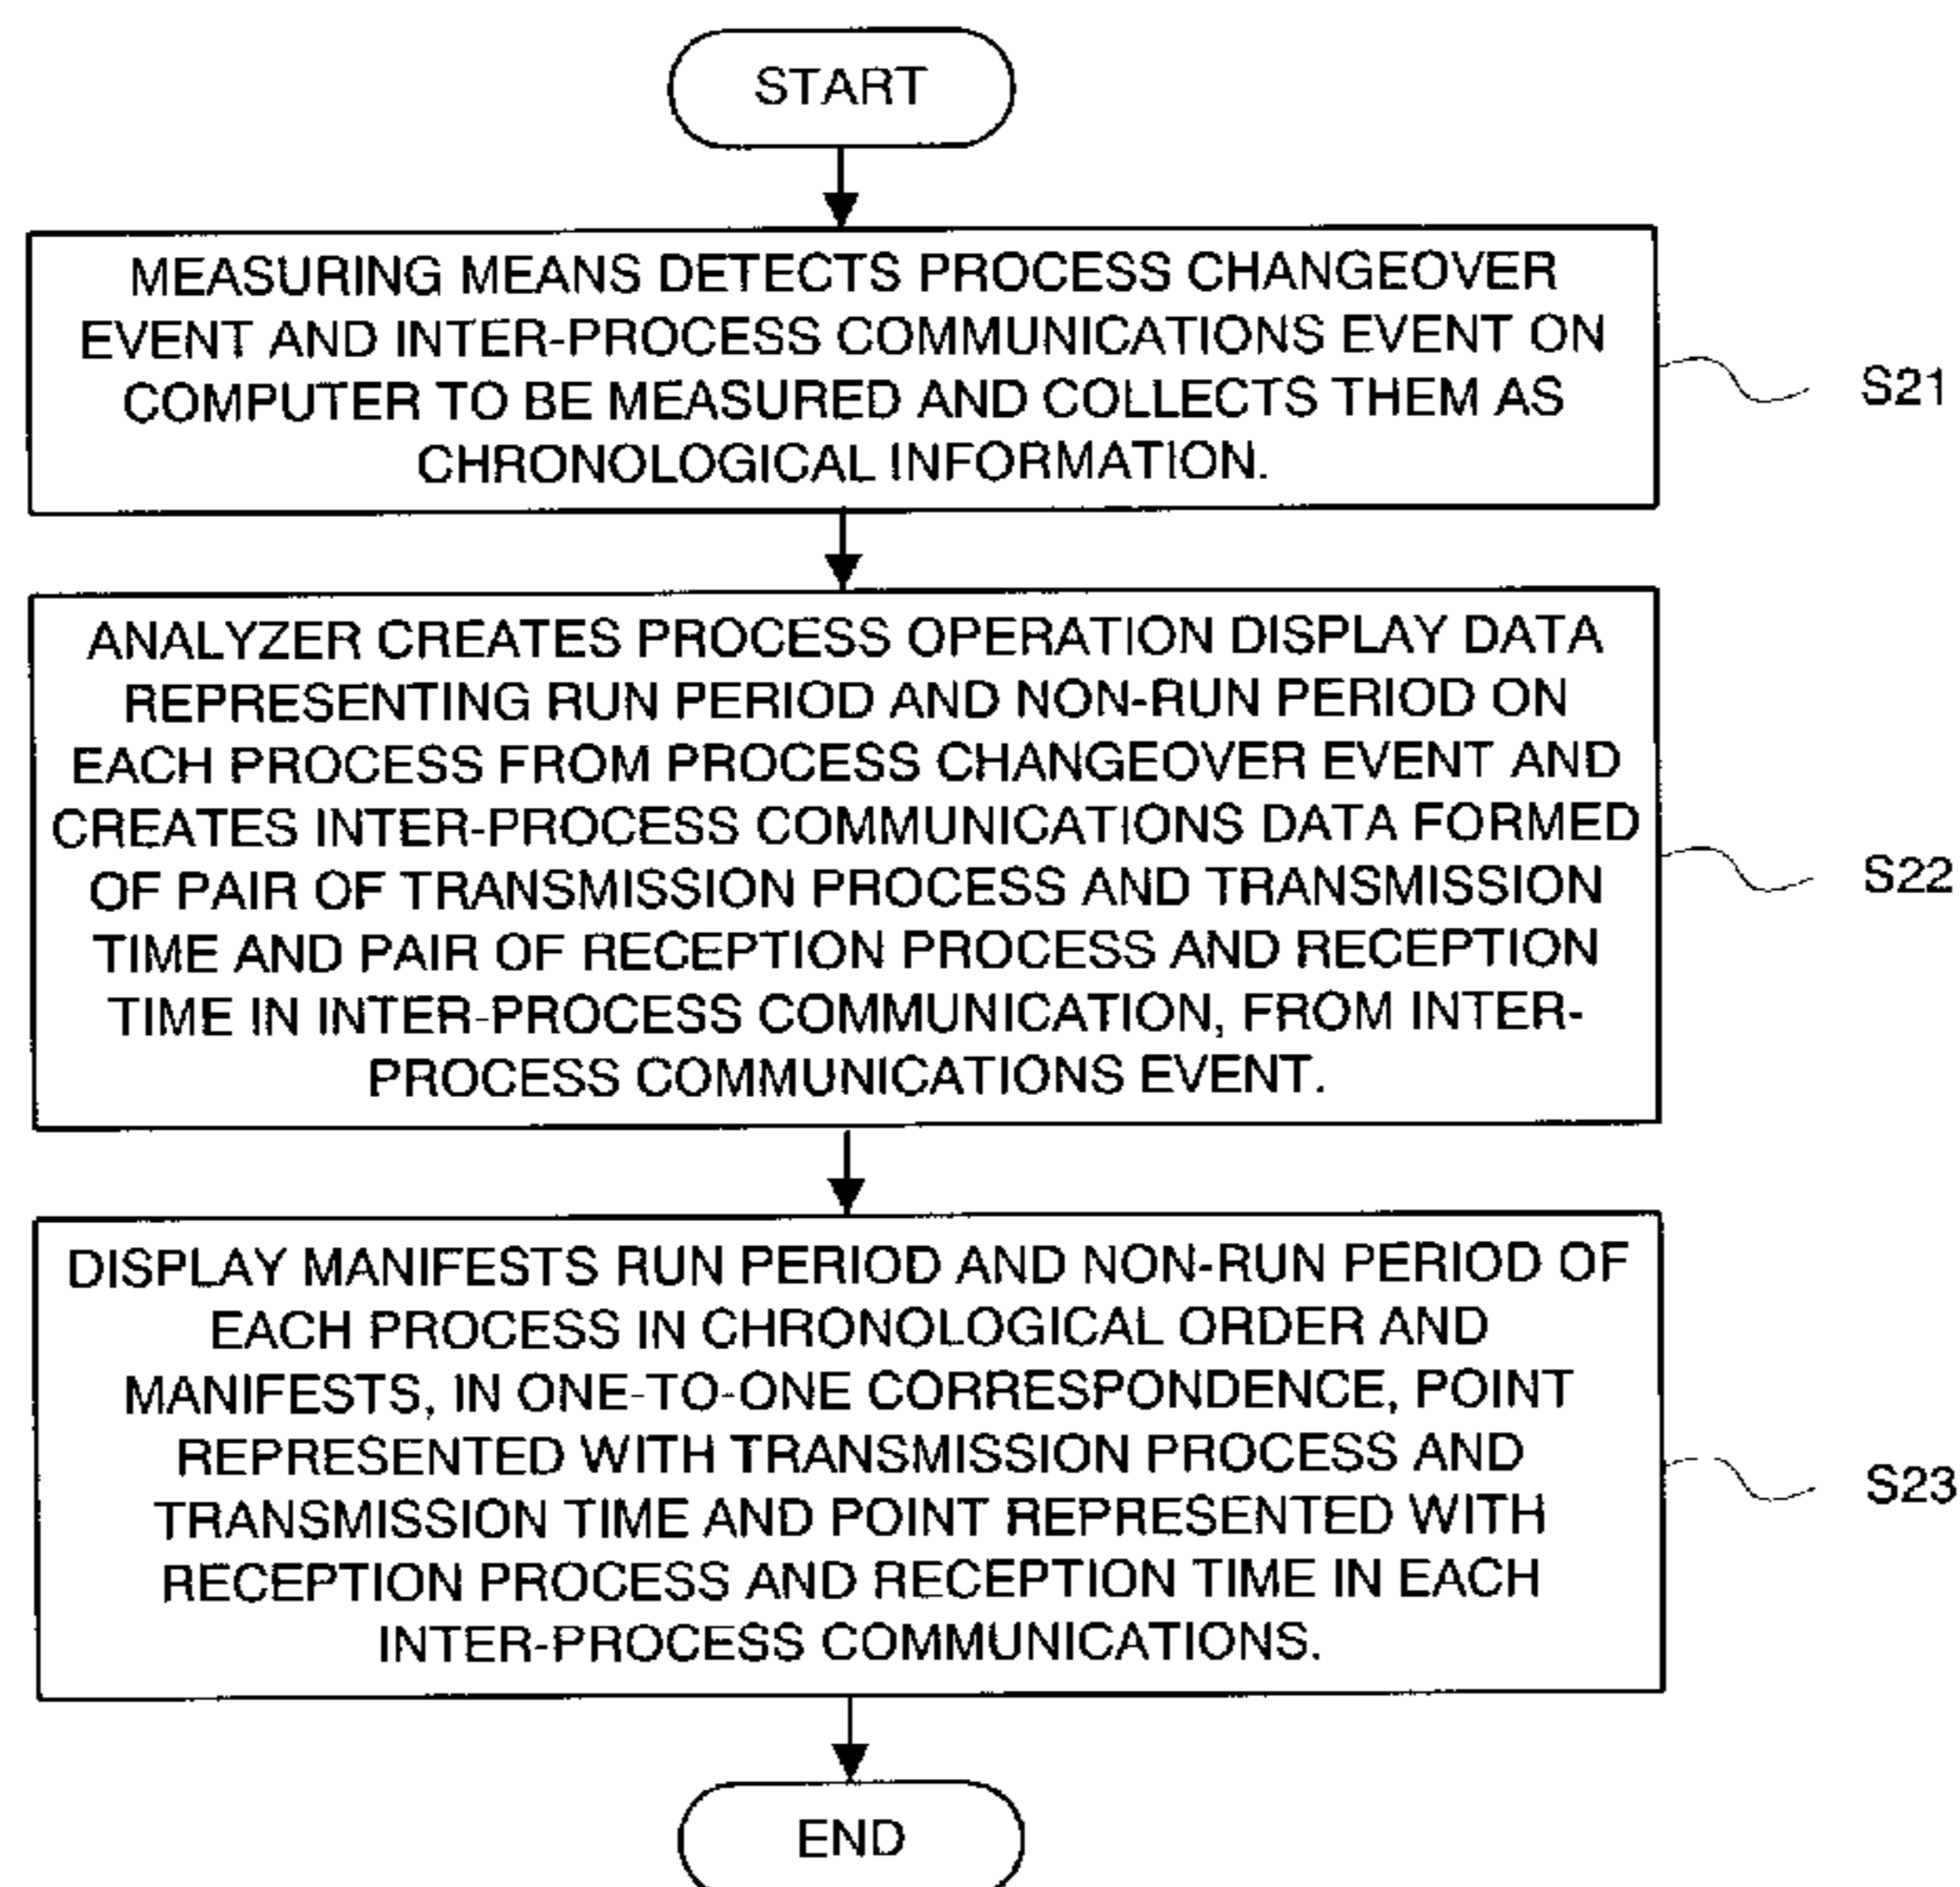 START
MEASURING MEANS DETECTS PROCESS CHANGEOVER
EVENT AND INTER-PROCESS COMMUNICATIONS EVENT ON
COMPUTER TO BE MEASURED AND COLLECTS THEM AS
CHRONOLOGICAL INFORMATION.
S21
ANALYZER CREATES PROCESS OPERATION DISPLAY DATA
REPRESENTING RUN PERIOD AND NON-RUN PERIOD ON
EACH PROCESS FROM PROCESS CHANGEOVER EVENT AND
CREATES INTER-PROCESS COMMUNICATIONS DATA FORMED
OF PAIR OF TRANSMISSION PROCESS AND TRANSMISSION
TIME AND PAIR OF RECEPTION PROCESS AND RECEPTION
TIME IN INTER-PROCESS COMMUNICATION, FROM INTER-
PROCESS COMMUNICATIONS EVENT.
S22
DISPLAY MANIFESTS RUN PERIOD AND NON-RUN PERIOD OF
EACH PROCESS IN CHRONOLOGICAL ORDER AND
MANIFESTS, IN ONE-TO-ONE CORRESPONDENCE, POINT
REPRESENTED WITH TRANSMISSION PROCESS AND
TRANSMISSION TIME AND POINT REPRESENTED WITH
RECEPTION PROCESS AND RECEPTION TIME IN EACH
INTER-PROCESS COMMUNICATIONS.
S23
END